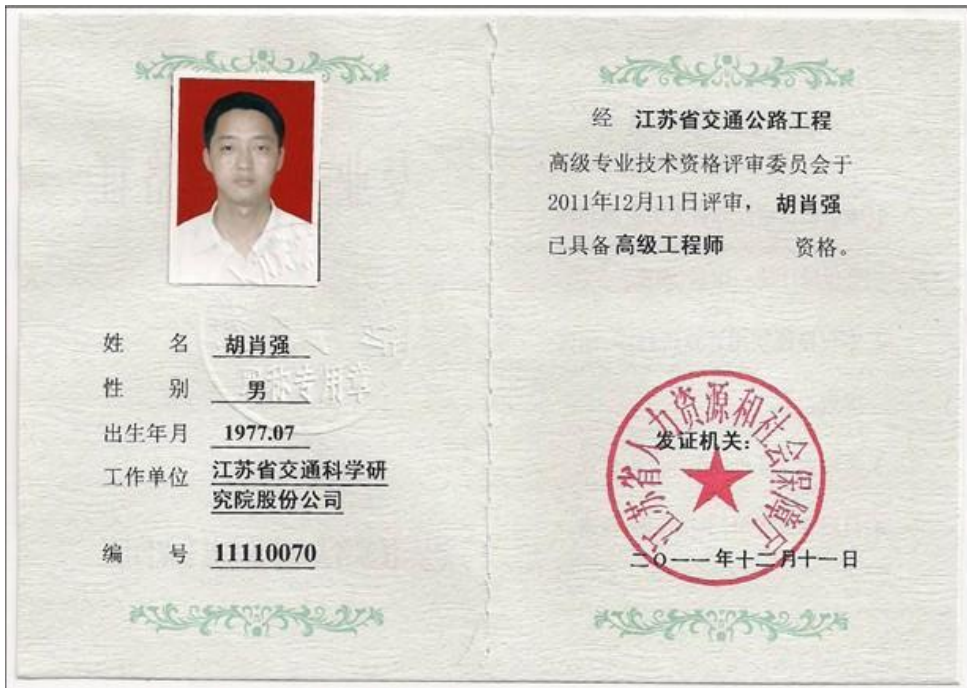 姓 名 胡肖强
性 别 男
出生年月 1977.07
工作单位 江苏省交通科学研
究院股份公司
编 号 11110070
职称专用章
经 江苏省交通公路工程
高级专业技术资格评审委员会于
2011年12月11日评审， 胡肖强
已具备 高级工程师 资格。
江苏省人力资源和社会保障厅
发证机关：
二〇一一年十二月十一日